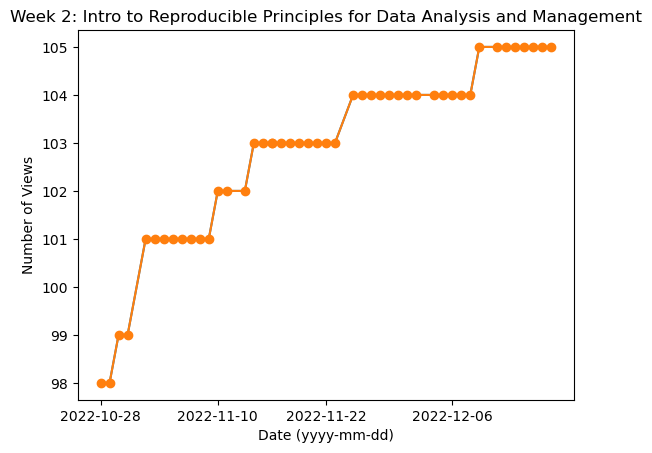 Week 2: Intro to Reproducible Principles for Data Analysis and Management
105
104
103
102
101
100
99
98
Number of Views
2022-10-28 2022-11-10 2022-11-22 2022-12-06
Date (yyyy-mm-dd)